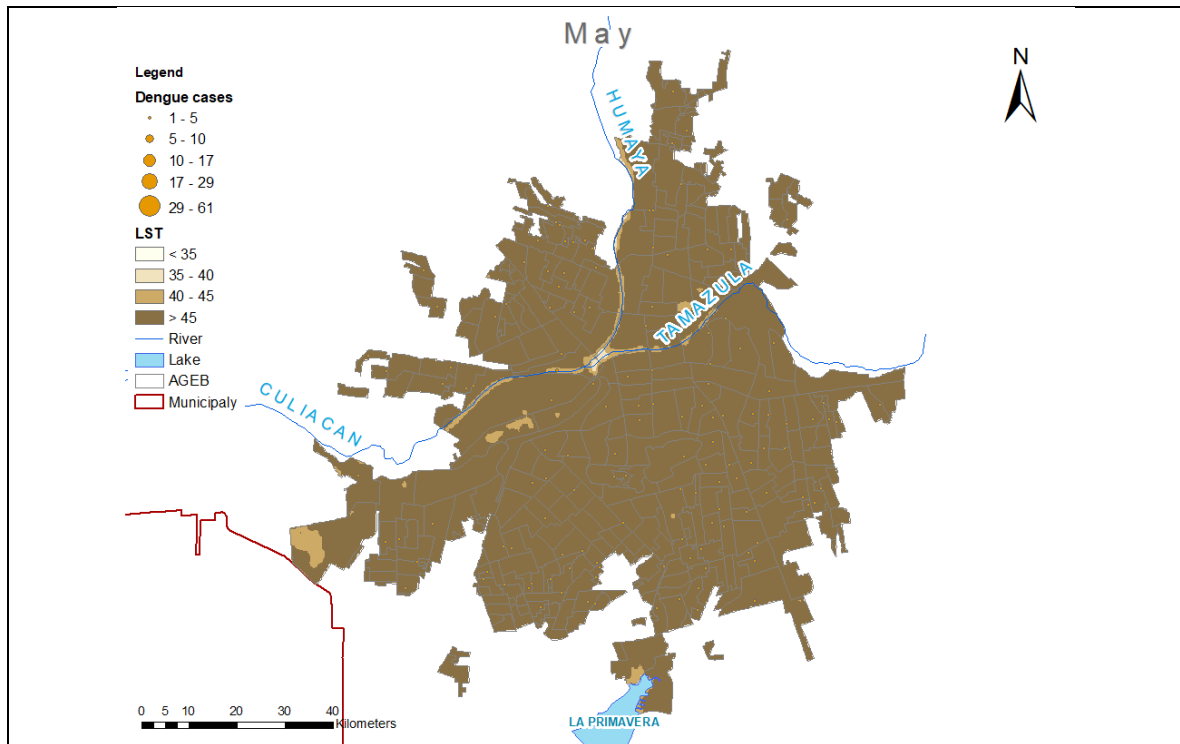 May
N
Legend
Dengue cases
1 - 5
5 - 10
10 - 17
17 - 29
29 - 61
LST
< 35
35 - 40
40 - 45
> 45
River
Lake
AGEB
Municipaly
HUMAYA
TAMAZULA
CULIACAN
LA PRIMAVERA
0 5 10 20 30 40
Kilometers